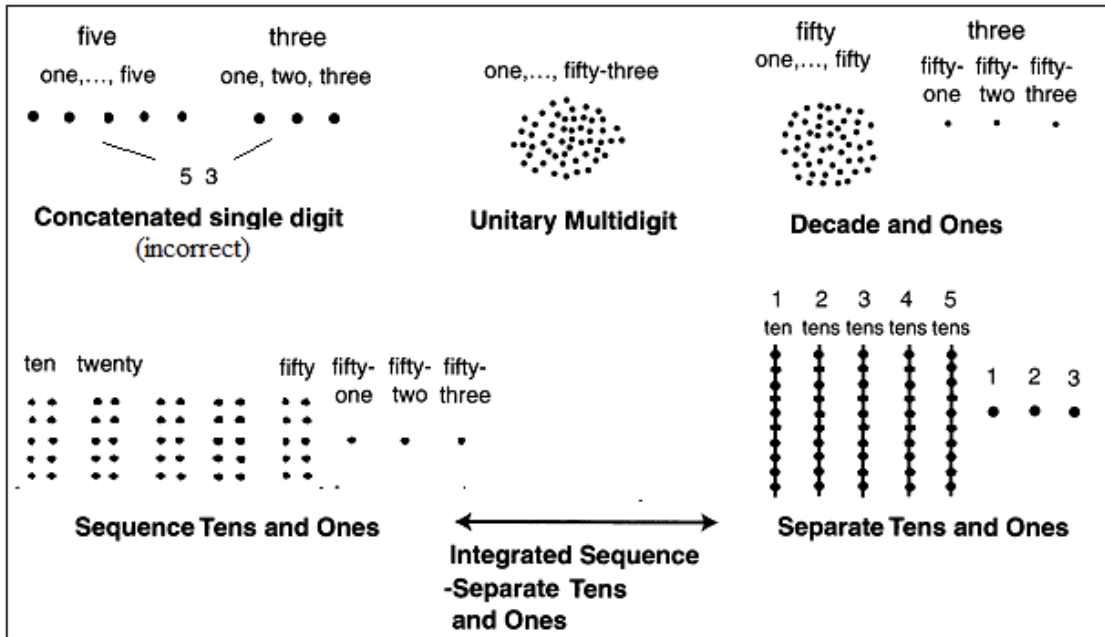 five
three
one,..., five
one, two, three
5 3
Concatenated single digit
(incorrect)
one,..., fifty-three
Unitary Multidigit
fifty
one,..., fifty
three
fifty-one
fifty-two
fifty-three
Decade and Ones
ten
twenty
fifty
fifty-one
fifty-two
fifty-three
Sequence Tens and Ones
Integrated Sequence
-Separate Tens
and Ones
1 2 3 4 5
ten tens tens tens tens
1 2 3
Separate Tens and Ones